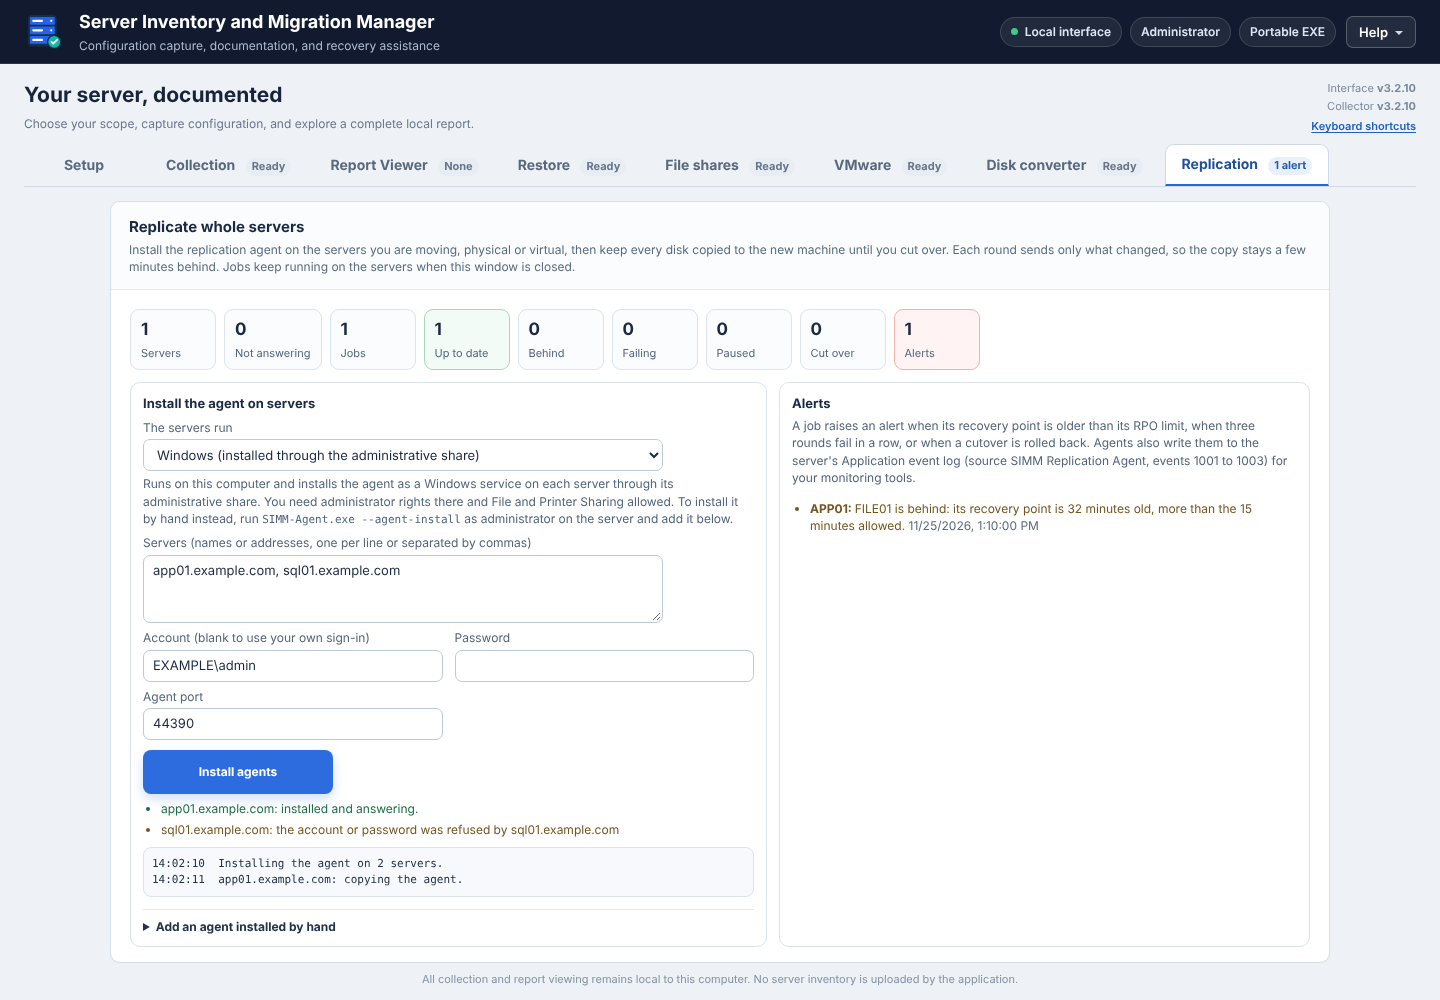 Server Inventory and Migration Manager
Configuration capture, documentation, and recovery assistance
Local interface
Administrator
Portable EXE
Help
Your server, documented
Choose your scope, capture configuration, and explore a complete local report.
Interface v3.2.10
Collector v3.2.10
Keyboard shortcuts
Setup
Collection Ready
Report Viewer None
Restore Ready
File shares Ready
VMware Ready
Disk converter Ready
Replication 1 alert
Replicate whole servers
Install the replication agent on the servers you are moving, physical or virtual, then keep every disk copied to the new machine until you cut over. Each round sends only what changed, so the copy stays a few
minutes behind. Jobs keep running on the servers when this window is closed.
1
Servers
0
Not answering
1
Jobs
1
Up to date
0
Behind
0
Failing
0
Paused
0
Cut over
1
Alerts
Install the agent on servers
The servers run
Windows (installed through the administrative share)
Runs on this computer and installs the agent as a Windows service on each server through its
administrative share. You need administrator rights there and File and Printer Sharing allowed. To install it
by hand instead, run SIMM-Agent.exe --agent-install as administrator on the server and add it below.
Servers (names or addresses, one per line or separated by commas)
app01.example.com, sql01.example.com
Account (blank to use your own sign-in)
Password
EXAMPLE\admin
Agent port
44390
Install agents
• app01.example.com: installed and answering.
• sql01.example.com: the account or password was refused by sql01.example.com
14:02:10 Installing the agent on 2 servers.
14:02:11 app01.example.com: copying the agent.
Add an agent installed by hand
Alerts
A job raises an alert when its recovery point is older than its RPO limit, when three
rounds fail in a row, or when a cutover is rolled back. Agents also write them to the
server's Application event log (source SIMM Replication Agent, events 1001 to 1003) for
your monitoring tools.
• APP01: FILE01 is behind: its recovery point is 32 minutes old, more than the 15
minutes allowed. 11/25/2026, 1:10:00 PM
All collection and report viewing remains local to this computer. No server inventory is uploaded by the application.